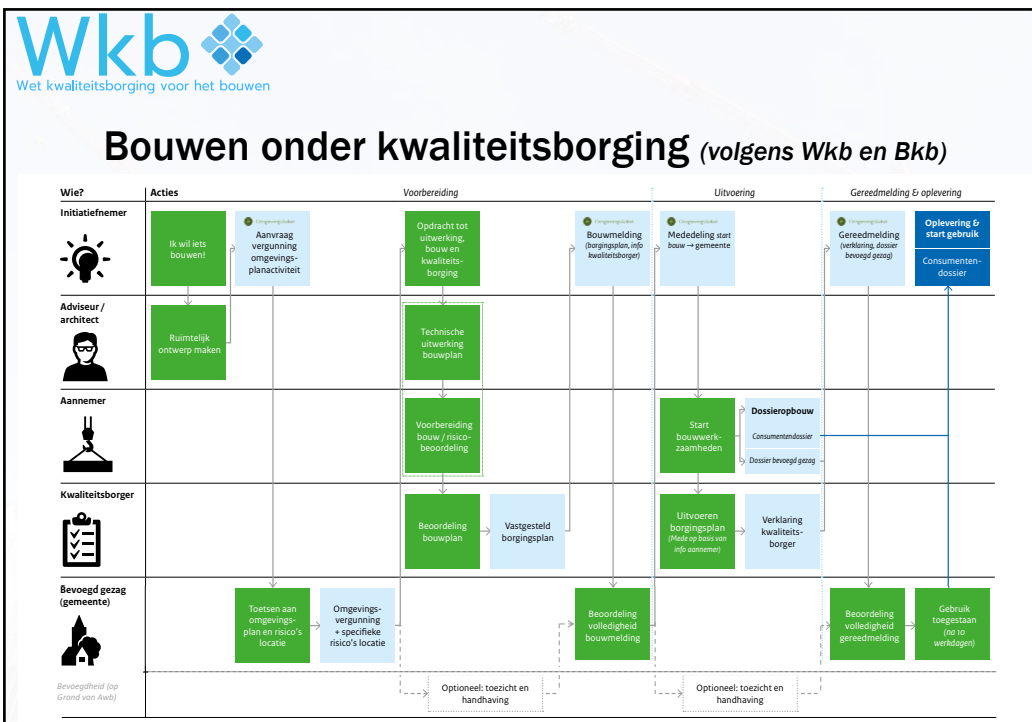 Wkb
Wet kwaliteitsborging voor het bouwen
Bouwen onder kwaliteitsborging (volgens Wkb en Bkb)
Wie?
Acties
Voorbereiding
Uitvoering
Gereedmelding & oplevering
Initiatiefnemer
Ik wil iets
bouwen!
Omgevingsloket
Aanvraag
vergunning
omgevings-
planactiviteit
Opdracht tot
uitwerking,
bouw en
kwaliteits-
borging
Omgevingsloket
Bouwmelding
(borgingsplan, info
kwaliteitsborger)
Omgevingsloket
Mededeling start
bouw → gemeente
Omgevingsloket
Gereedmelding
(verklaring, dossier
bevoegd gezag)
Oplevering &
start gebruik
Consumenten-
dossier
Adviseur /
architect
Ruimtelijk
ontwerp maken
Technische
uitwerking
bouwplan
Aannemer
Voorbereiding
bouw / risico-
beoordeling
Start
bouwwerk-
zaamheden
Dossieropbouw
Consumentendossier
Dossier bevoegd gezag
Kwaliteitsborger
Beoordeling
bouwplan
Vastgesteld
borgingsplan
Uitvoeren
borgingsplan
(Mede op basis van
info aannemer)
Verklaring
kwaliteits-
borger
Bevoegd gezag
(gemeente)
Toetsen aan
omgevings-
plan en risico's
locatie
Omgevings-
vergunning
+ specifieke
risico's locatie
Beoordeling
volledigheid
bouwmelding
Beoordeling
volledigheid
gereedmelding
Gebruik
toegestaan
(na 10
werkdagen)
Bevoegdheid (op
Grond van Awb)
Optioneel: toezicht en
handhaving
Optioneel: toezicht en
handhaving